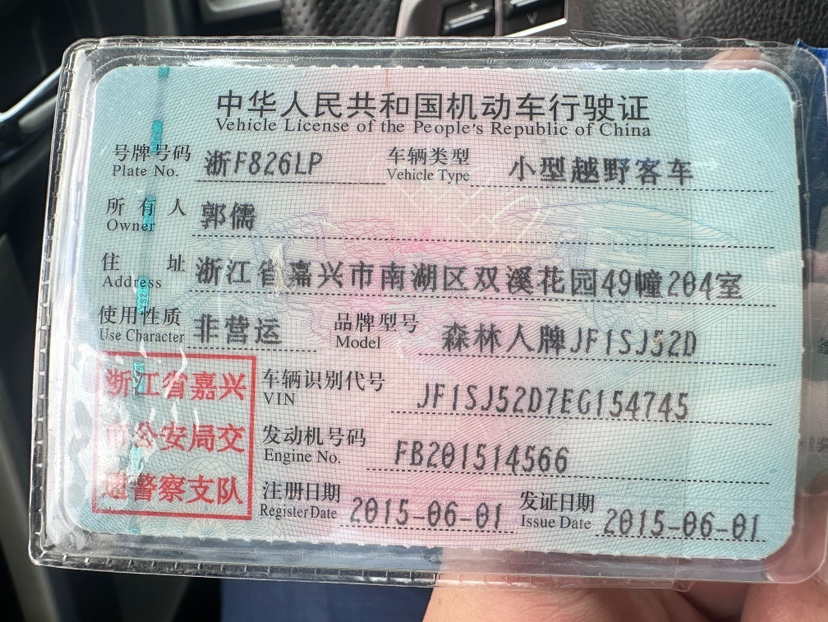 中华人民共和国机动车行驶证
Vehicle License of the People's Republic of China
号牌号码 浙F826LP 车辆类型 小型越野客车
Plate No. Vehicle Type
所有人 郭儒
Owner
住址 浙江省嘉兴市南湖区双溪花园49幢204室
Address
使用性质 非营运 品牌型号 森林人牌JF1SJ52D
Use Character Model
浙江省嘉兴 车辆识别代号 JF1SJ52D7EG154745
VIN
市公安局交 发动机号码 FB201514566
Engine No.
通警察支队 注册日期 2015-06-01 发证日期 2015-06-01
Register Date Issue Date